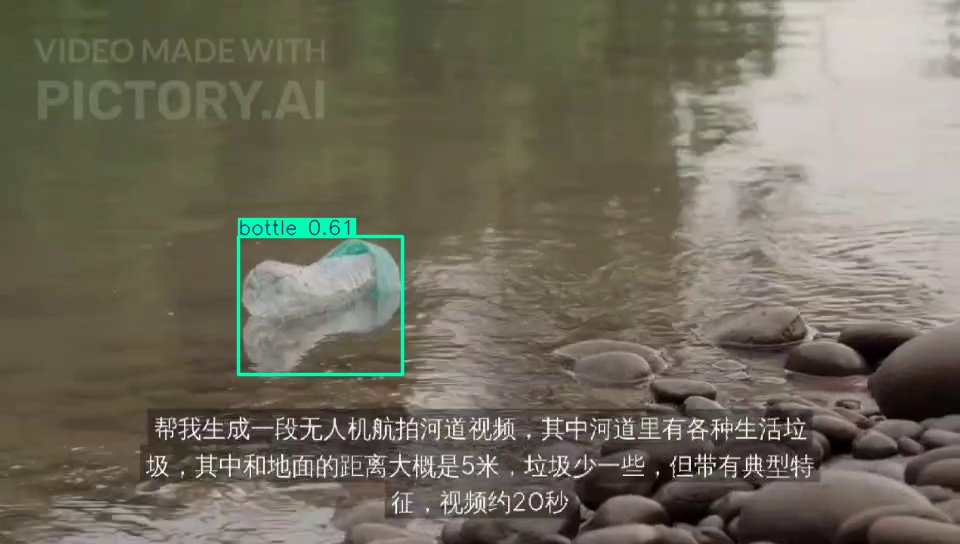 VIDEO MADE WITH
PICTORY.AI
bottle 0.61
帮我生成一段无人机航拍河道视频，其中河道里有各种生活垃
圾，其中和地面的距离大概是5米，垃圾少一些，但带有典型特
征，视频约20秒